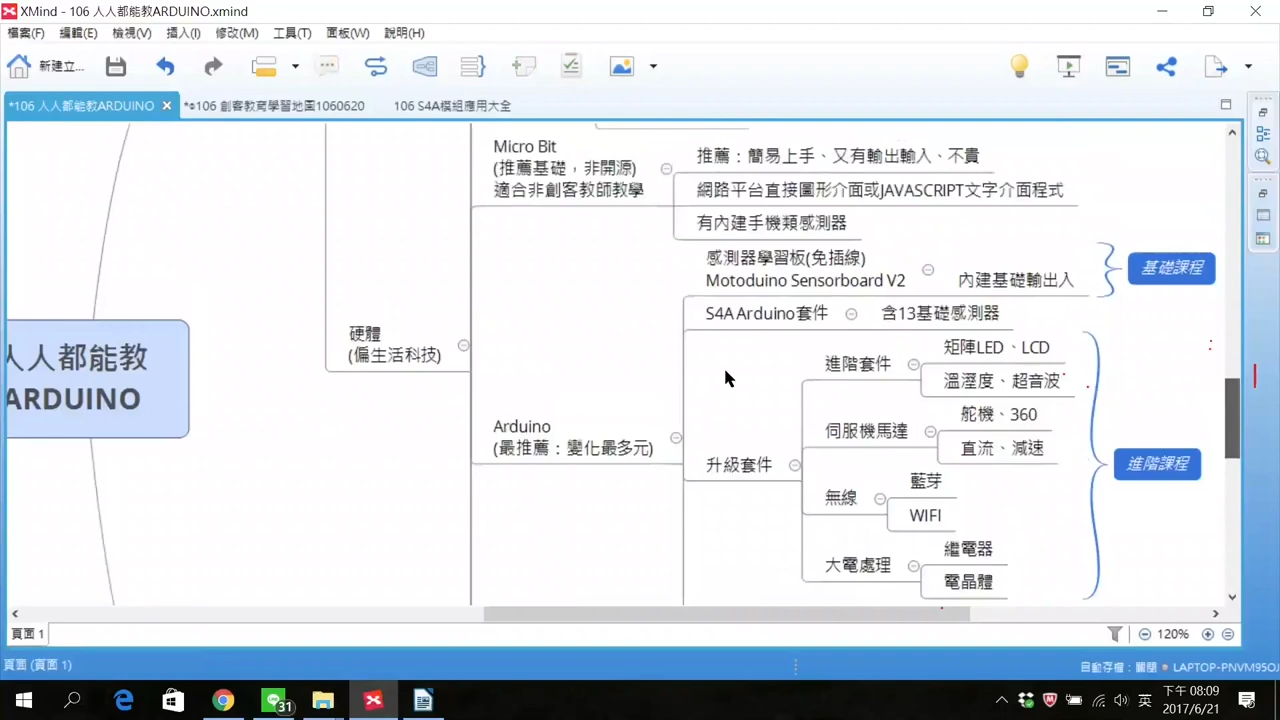 XMind - 106 人人都能教ARDUINO.xmind
檔案(F) 編輯(E) 檢視(V) 插入(I) 修改(M) 工具(T) 面板(W) 說明(H)
新建立...
*106 人人都能教ARDUINO
106 創客教育學習地圖1060620
106 S4A模組應用大全
人人都能教
ARDUINO
硬體
(偏生活科技)
Micro Bit
(推薦基礎，非開源)
適合非創客教師教學
推薦：簡易上手、又有輸出輸入、不貴
網路平台直接圖形介面或JAVASCRIPT文字介面程式
有內建手機類感測器
Arduino
(最推薦：變化最多元)
感測器學習板(免插線)
Motoduino Sensorboard V2
內建基礎輸出入
基礎課程
S4A Arduino套件
含13基礎感測器
升級套件
進階套件
矩陣LED、LCD
溫溼度、超音波
伺服機馬達
舵機、360
直流、減速
無線
藍芽
WIFI
大電處理
繼電器
電晶體
進階課程
頁面 1
120%
頁面 (頁面 1)
自動存檔：關閉
LAPTOP-PNVM95OJ
31
英
下午 08:09
2017/6/21